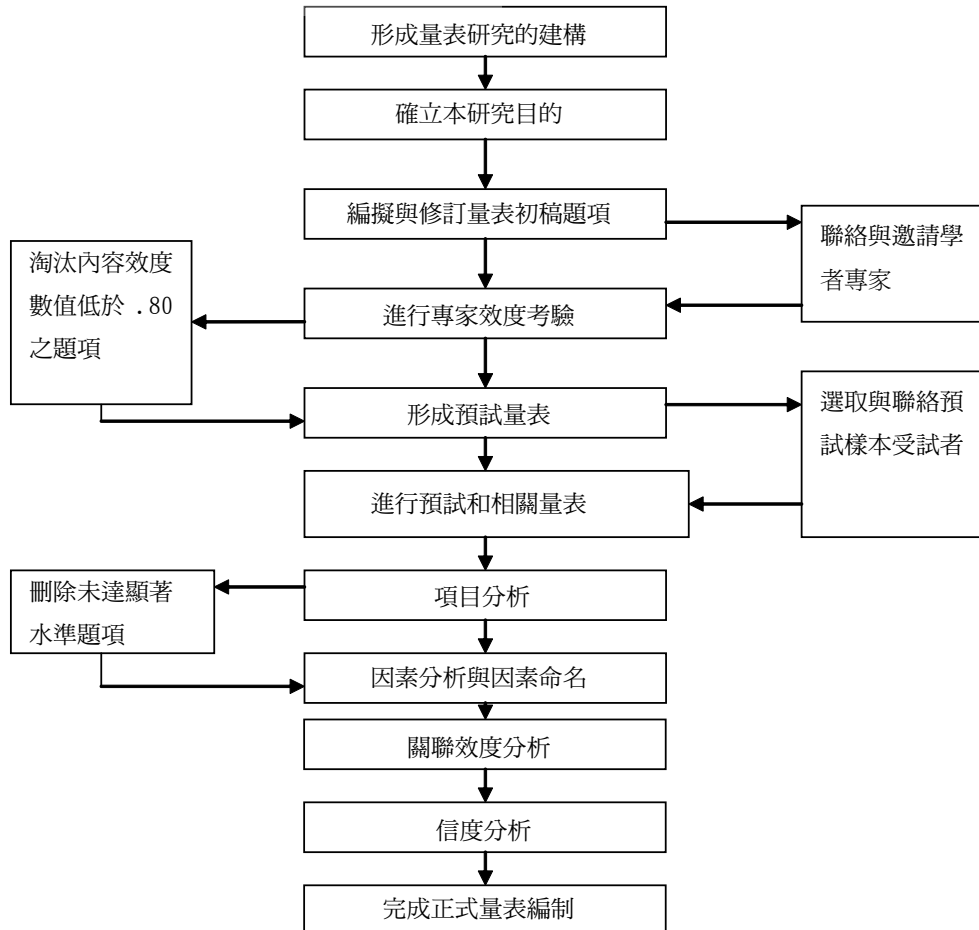 形成量表研究的建構
確立本研究目的
編擬與修訂量表初稿題項
聯絡與邀請學
者專家
淘汰內容效度
數值低於 .80
之題項
進行專家效度考驗
形成預試量表
選取與聯絡預
試樣本受試者
進行預試和相關量表
刪除未達顯著
水準題項
項目分析
因素分析與因素命名
關聯效度分析
信度分析
完成正式量表編制